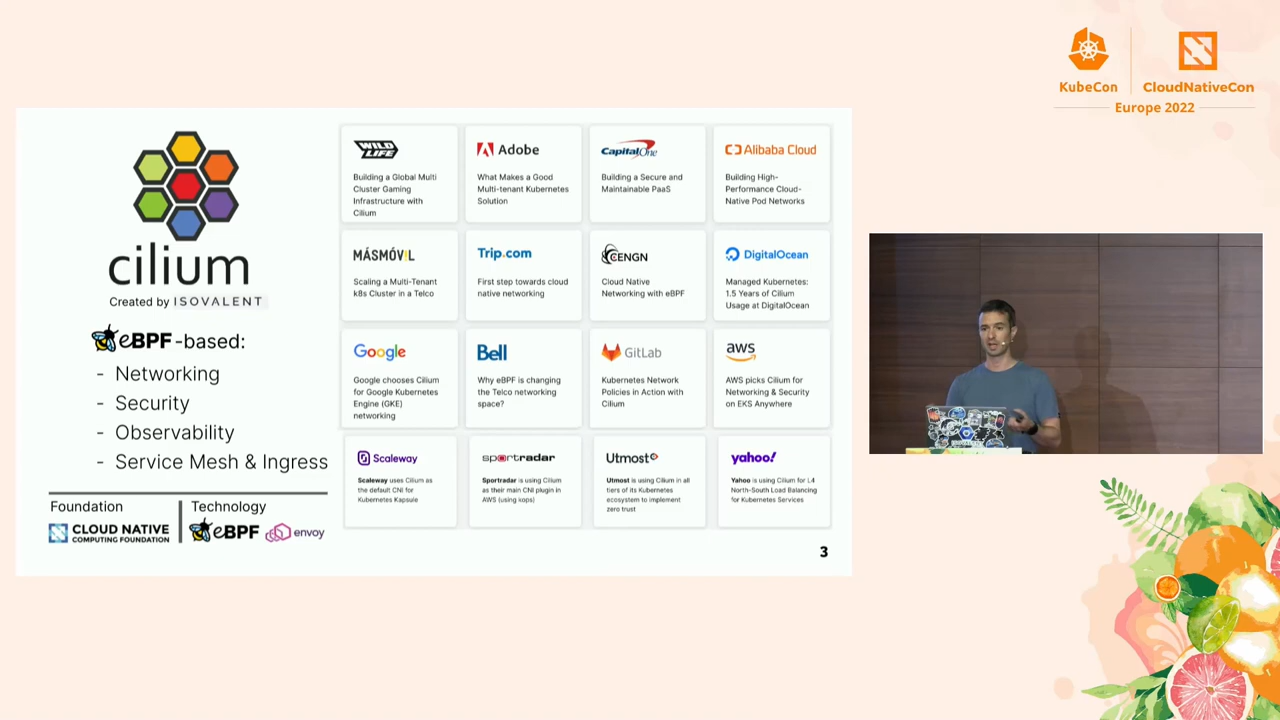 KubeCon
CloudNativeCon
Europe 2022
cilium
Created by ISOVALENT
eBPF-based:
- Networking
- Security
- Observability
- Service Mesh & Ingress
Foundation
CLOUD NATIVE
COMPUTING FOUNDATION
Technology
eBPF
envoy
WILD
LIFE
Building a Global Multi
Cluster Gaming
Infrastructure with
Cilium
Adobe
What Makes a Good
Multi-tenant Kubernetes
Solution
Capital One
Building a Secure and
Maintainable PaaS
Alibaba Cloud
Building High-
Performance Cloud-
Native Pod Networks
MÁSMÓVIL
Scaling a Multi-Tenant
k8s Cluster in a Telco
Trip.com
First step towards cloud
native networking
CENGN
Cloud Native
Networking with eBPF
DigitalOcean
Managed Kubernetes:
1.5 Years of Cilium
Usage at DigitalOcean
Google
Google chooses Cilium
for Google Kubernetes
Engine (GKE)
networking
Bell
Why eBPF is changing
the Telco networking
space?
GitLab
Kubernetes Network
Policies in Action with
Cilium
aws
AWS picks Cilium for
Networking & Security
on EKS Anywhere
Scaleway
Scaleway uses Cilium as
the default CNI for
Kubernetes Kapsule
sportradar
Sportradar is using Cilium
as their main CNI plugin in
AWS (using kops)
Utmost
Utmost is using Cilium in all
tiers of its Kubernetes
ecosystem to implement
zero trust
yahoo!
Yahoo is using Cilium for L4
North-South Load Balancing
for Kubernetes Services
3